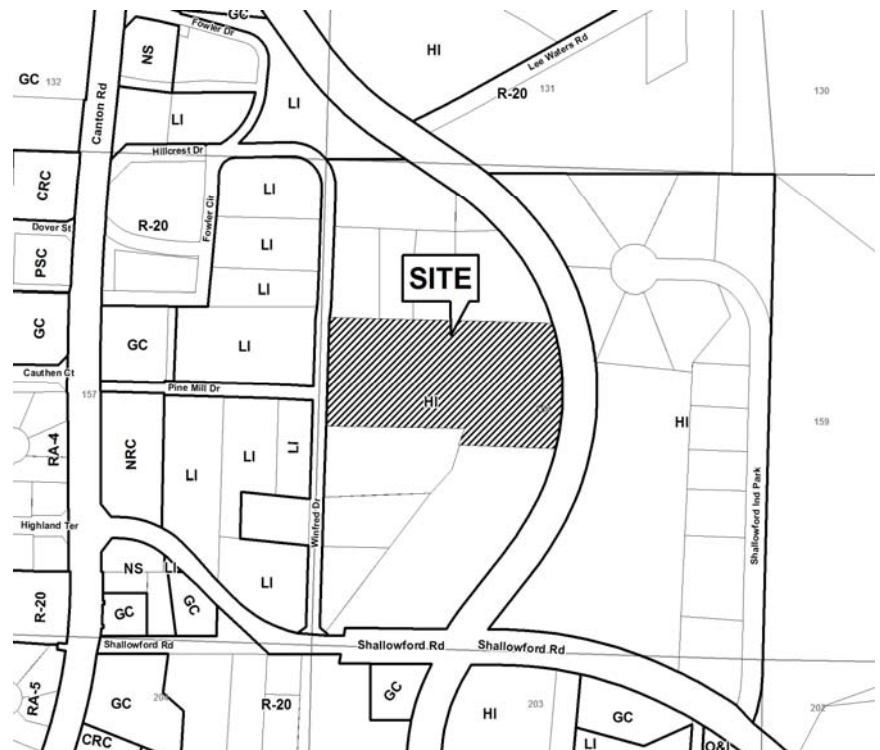 GC
Fowler Dr
NS
HI
Lee Waters Rd
GC
132
131
130
R-20
LI
Canton Rd
LI
Hillcrest Dr
CRC
LI
Fowler Cir
R-20
Dover St
LI
PSC
SITE
LI
GC
GC
LI
Cauthen Ct
Pine Mill Dr
157
HI
HI
159
RA-4
NRC
LI
LI
LI
Winfred Dr
Shallowford Ind Park
Highland Ter
NS
LI
LI
R-20
GC
GC
Shallowford Rd
Shallowford Rd
Shallowford Rd
RA-5
GC
204
R-20
GC
HI
203
GC
202
CRC
LI
O&I